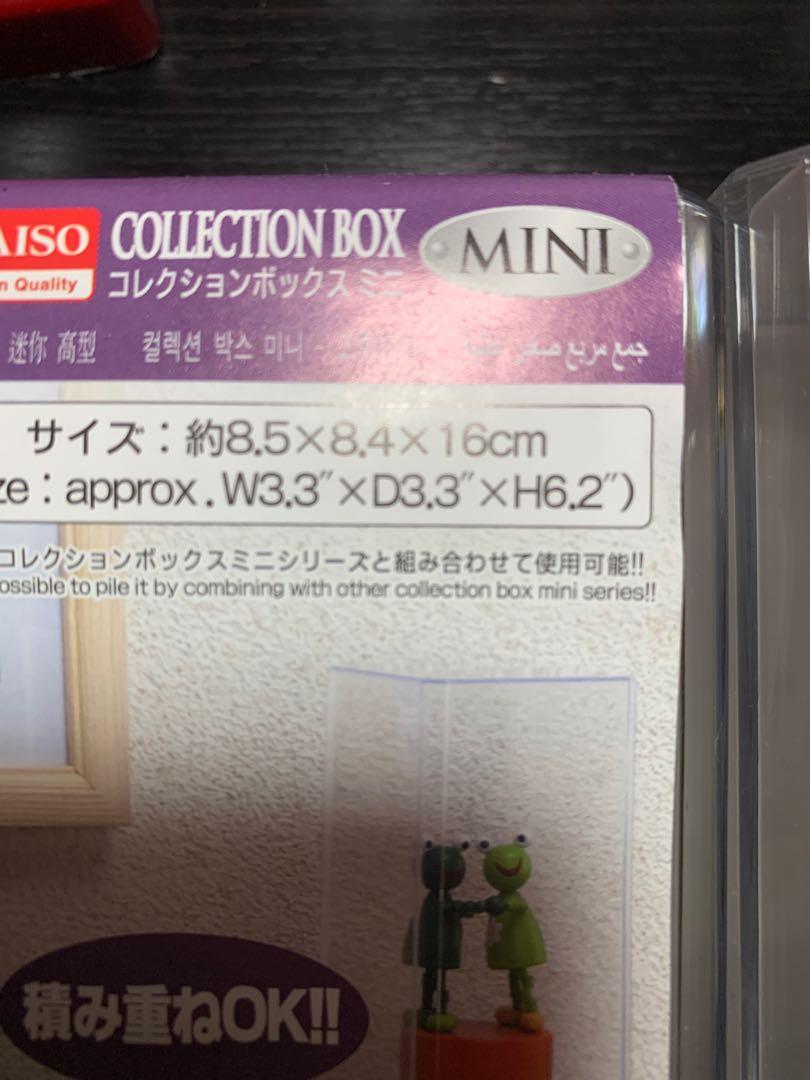 AISO
n Quality
COLLECTION BOX
コレクションボックス ミニ
MINI
迷你 高型 컬렉션 박스 미니 - جمع مربع صغير
サイズ：約8.5×8.4×16cm
ze：approx. W3.3″×D3.3″×H6.2″)
コレクションボックスミニシリーズと組み合わせて使用可能!!
ossible to pile it by combining with other collection box mini series!!
積み重ねOK!!